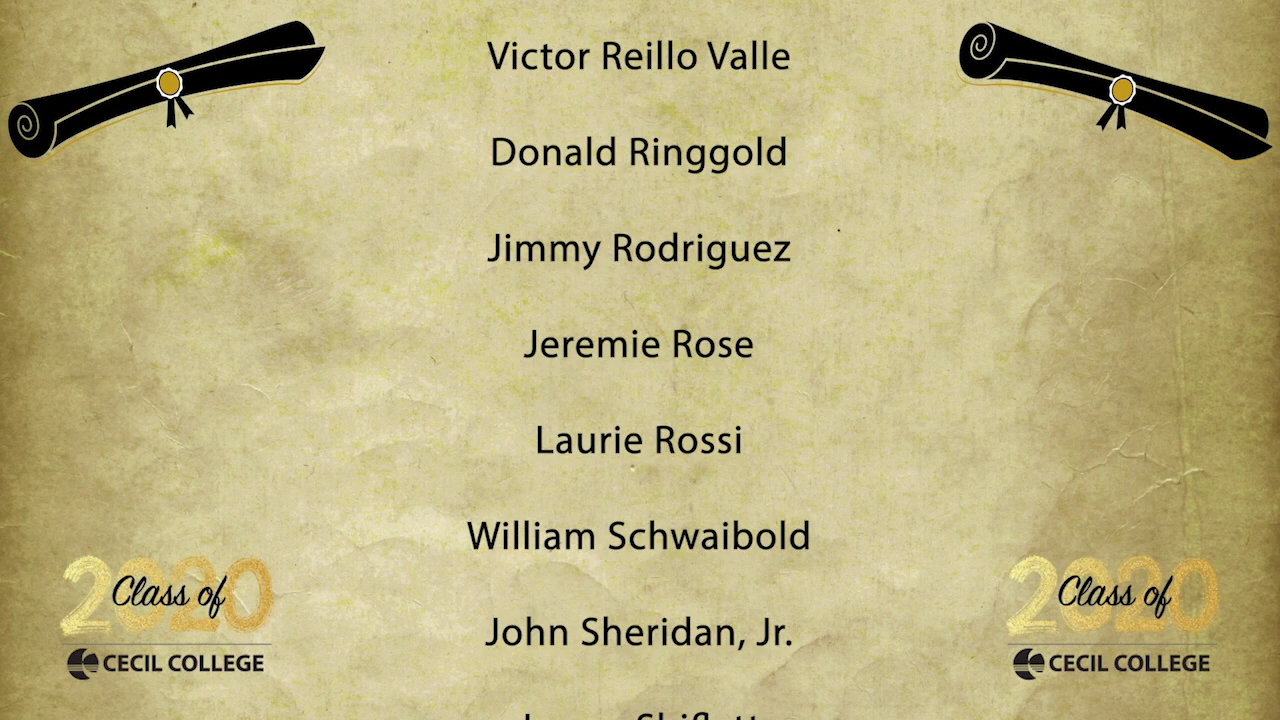 Victor Reillo Valle
Donald Ringgold
Jimmy Rodriguez
Jeremie Rose
Laurie Rossi
William Schwaibold
John Sheridan, Jr.
2020
Class of
CECIL COLLEGE
2020
Class of
CECIL COLLEGE